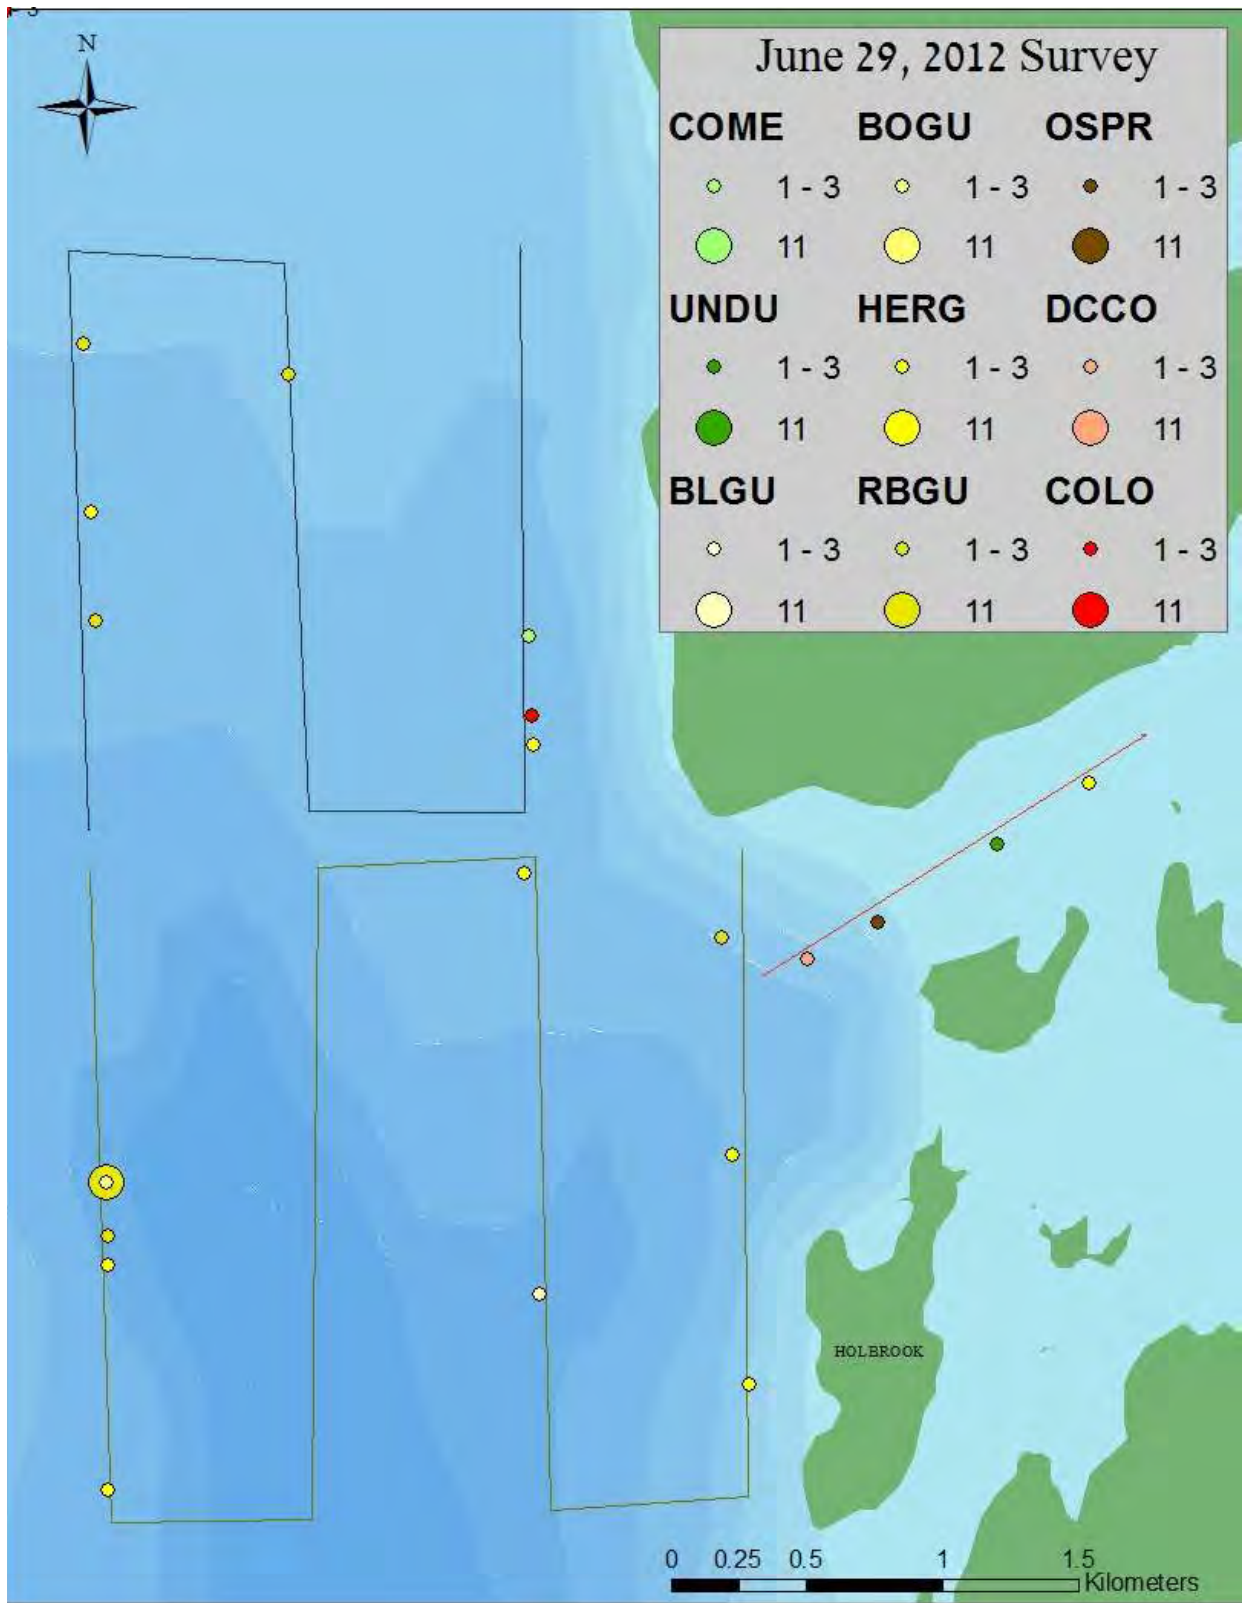 N
June 29, 2012 Survey
COME BOGU OSPR
1 - 3 1 - 3 1 - 3
11 11 11
UNDU HERG DCCO
1 - 3 1 - 3 1 - 3
11 11 11
BLGU RBGU COLO
1 - 3 1 - 3 1 - 3
11 11 11
HOLBROOK
0 0.25 0.5 1 1.5
Kilometers